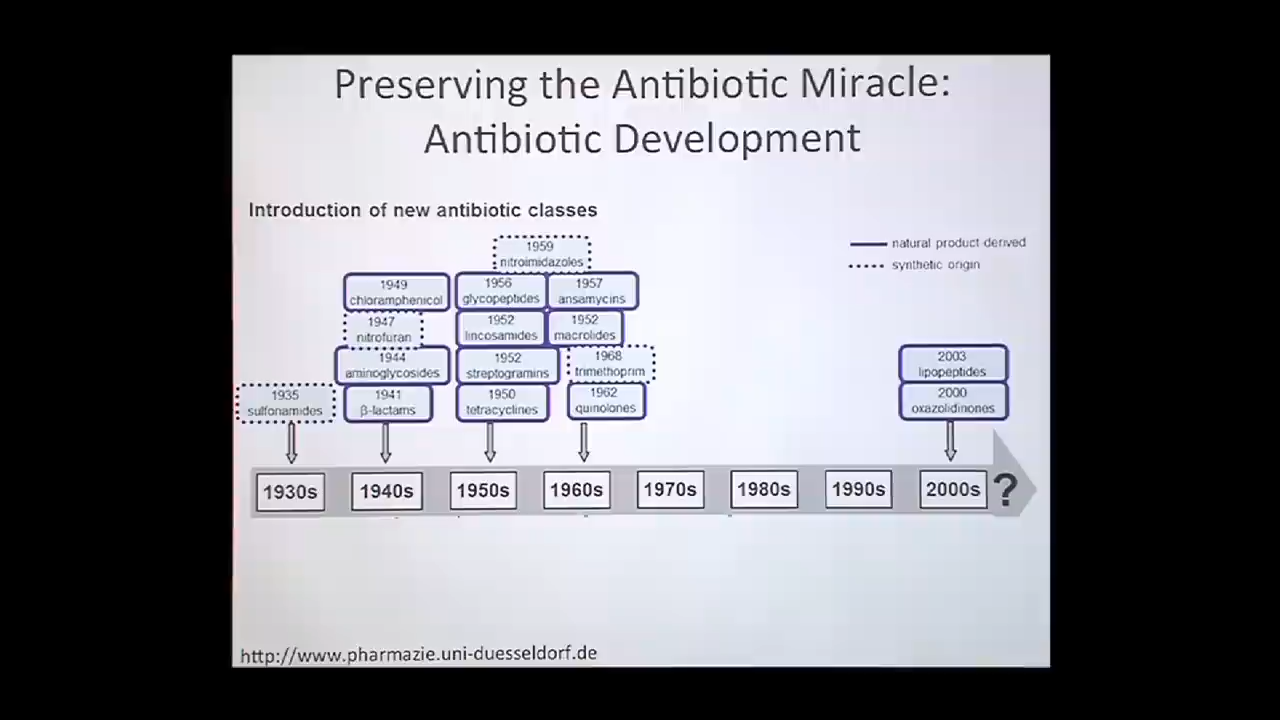 Preserving the Antibiotic Miracle:
Antibiotic Development
Introduction of new antibiotic classes
natural product derived
synthetic origin
1959
nitroimidazoles
1949
chloramphenicol
1956
glycopeptides
1957
ansamycins
1947
nitrofuran
1952
lincosamides
1952
macrolides
1944
aminoglycosides
1952
streptogramins
1968
trimethoprim
2003
lipopeptides
1935
sulfonamides
1941
β-lactams
1950
tetracyclines
1962
quinolones
2000
oxazolidinones
1930s
1940s
1950s
1960s
1970s
1980s
1990s
2000s
?
http://www.pharmazie.uni-duesseldorf.de